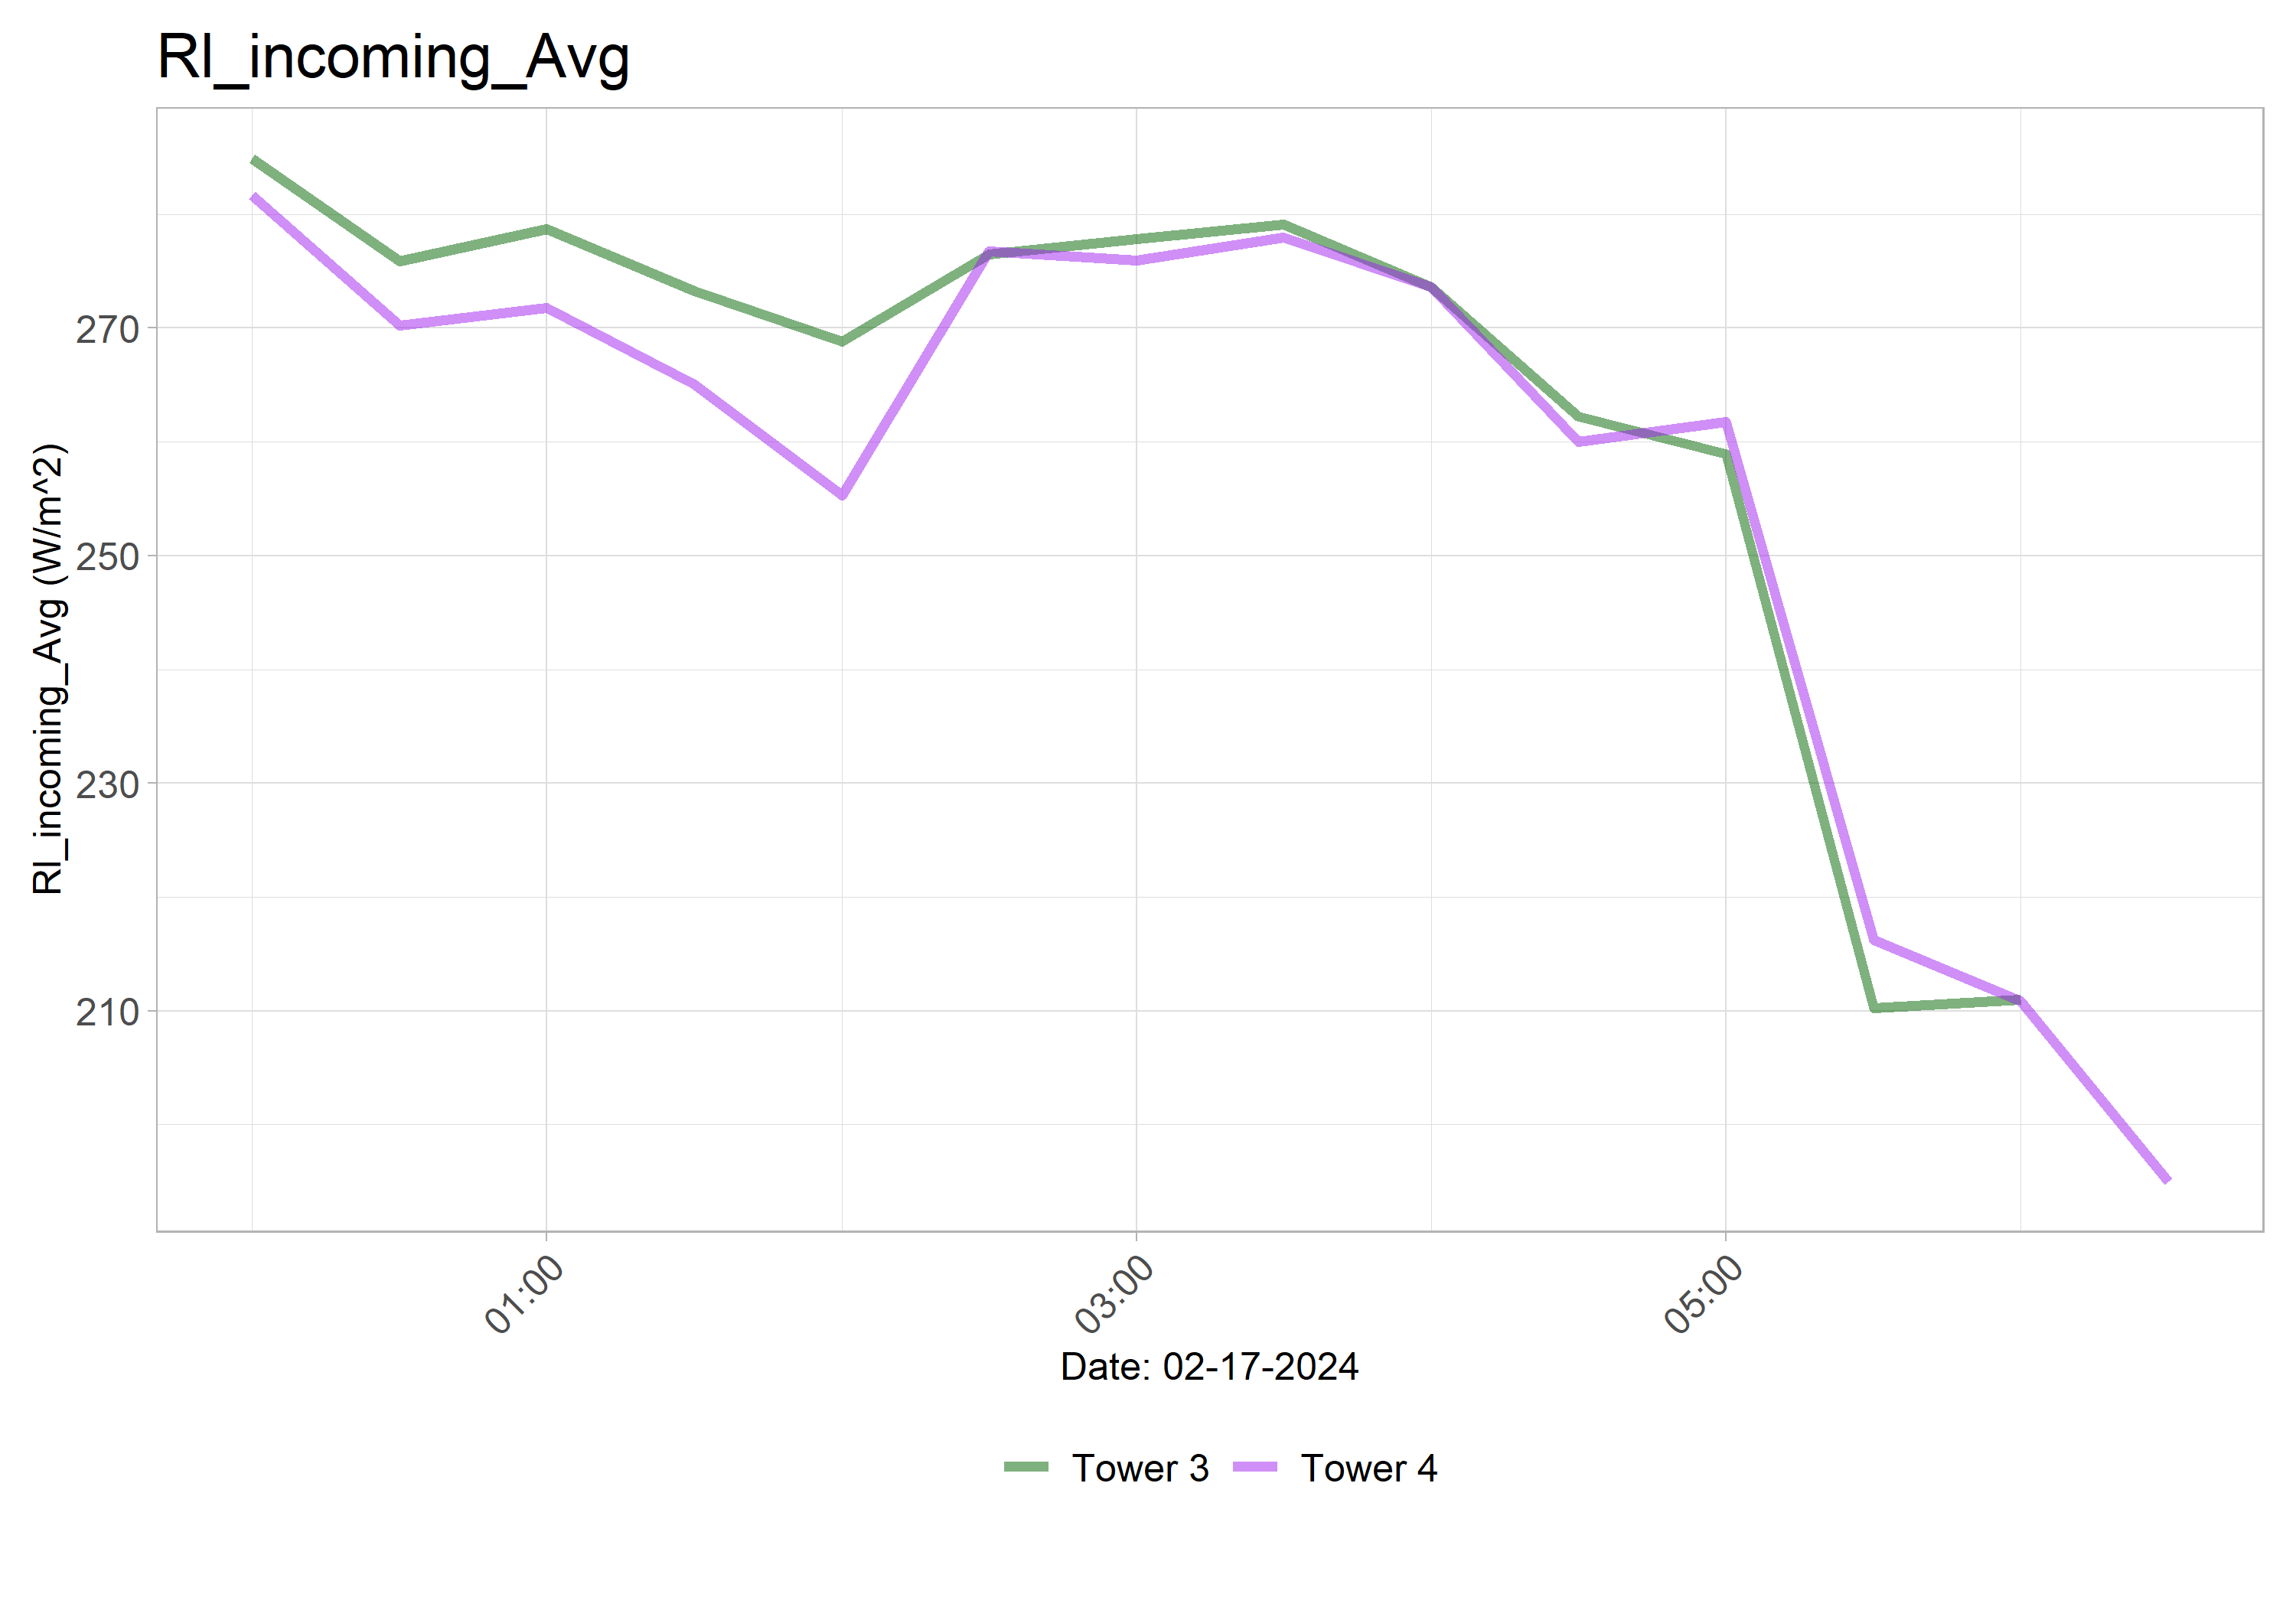 Rl_incoming_Avg
Rl_incoming_Avg (W/m^2)
270
250
230
210
01:00
03:00
05:00
Date: 02-17-2024
Tower 3
Tower 4